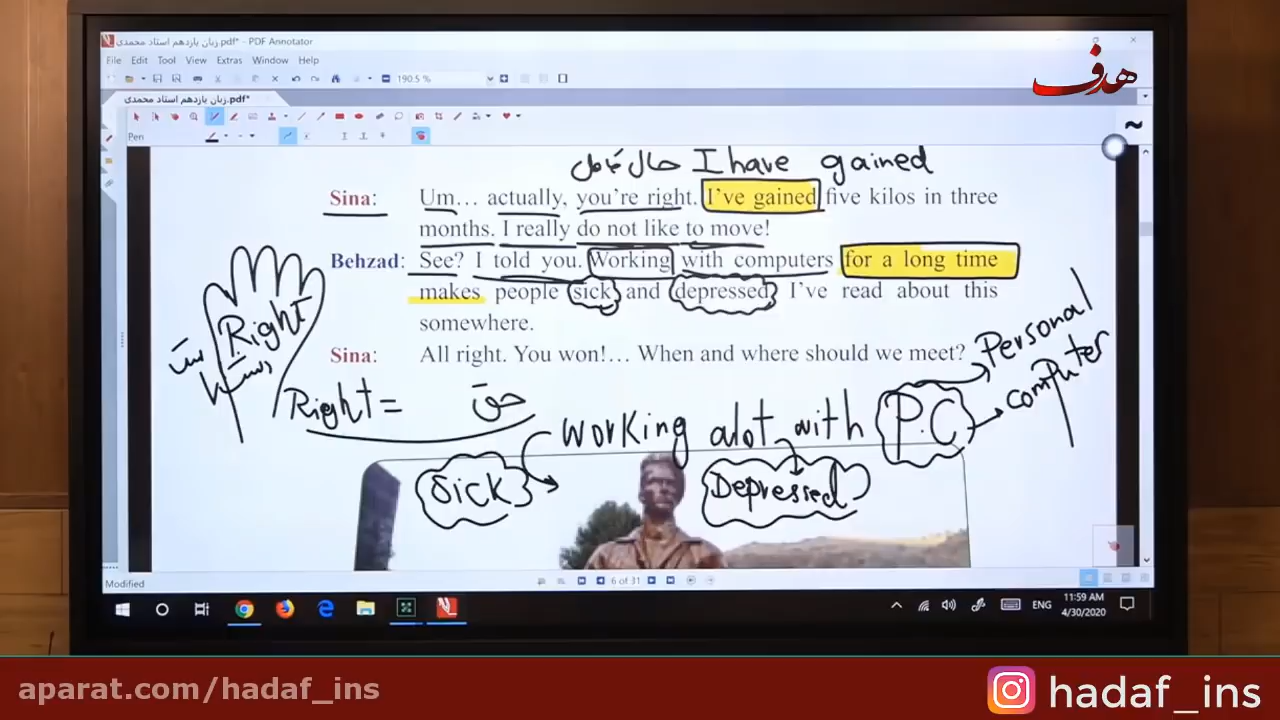 زبان یازدهم استاد محمدی.pdf* - PDF Annotator
هدف
File Edit Tool View Extras Window Help
190.5 %
زبان یازدهم استاد محمدی.pdf*
Pen
~
حال کامل I have gained
Sina: Um... actually, you're right. I've gained five kilos in three
months. I really do not like to move!
Behzad: See? I told you. Working with computers for a long time
makes people sick and depressed. I've read about this
somewhere.
Sina: All right. You won!... When and where should we meet?
Right
سمت
راست
Right = حق
working alot with P.C
Personal
computer
Sick
Depressed
6 of 31
Modified
ENG
11:59 AM
4/30/2020
aparat.com/hadaf_ins
hadaf_ins